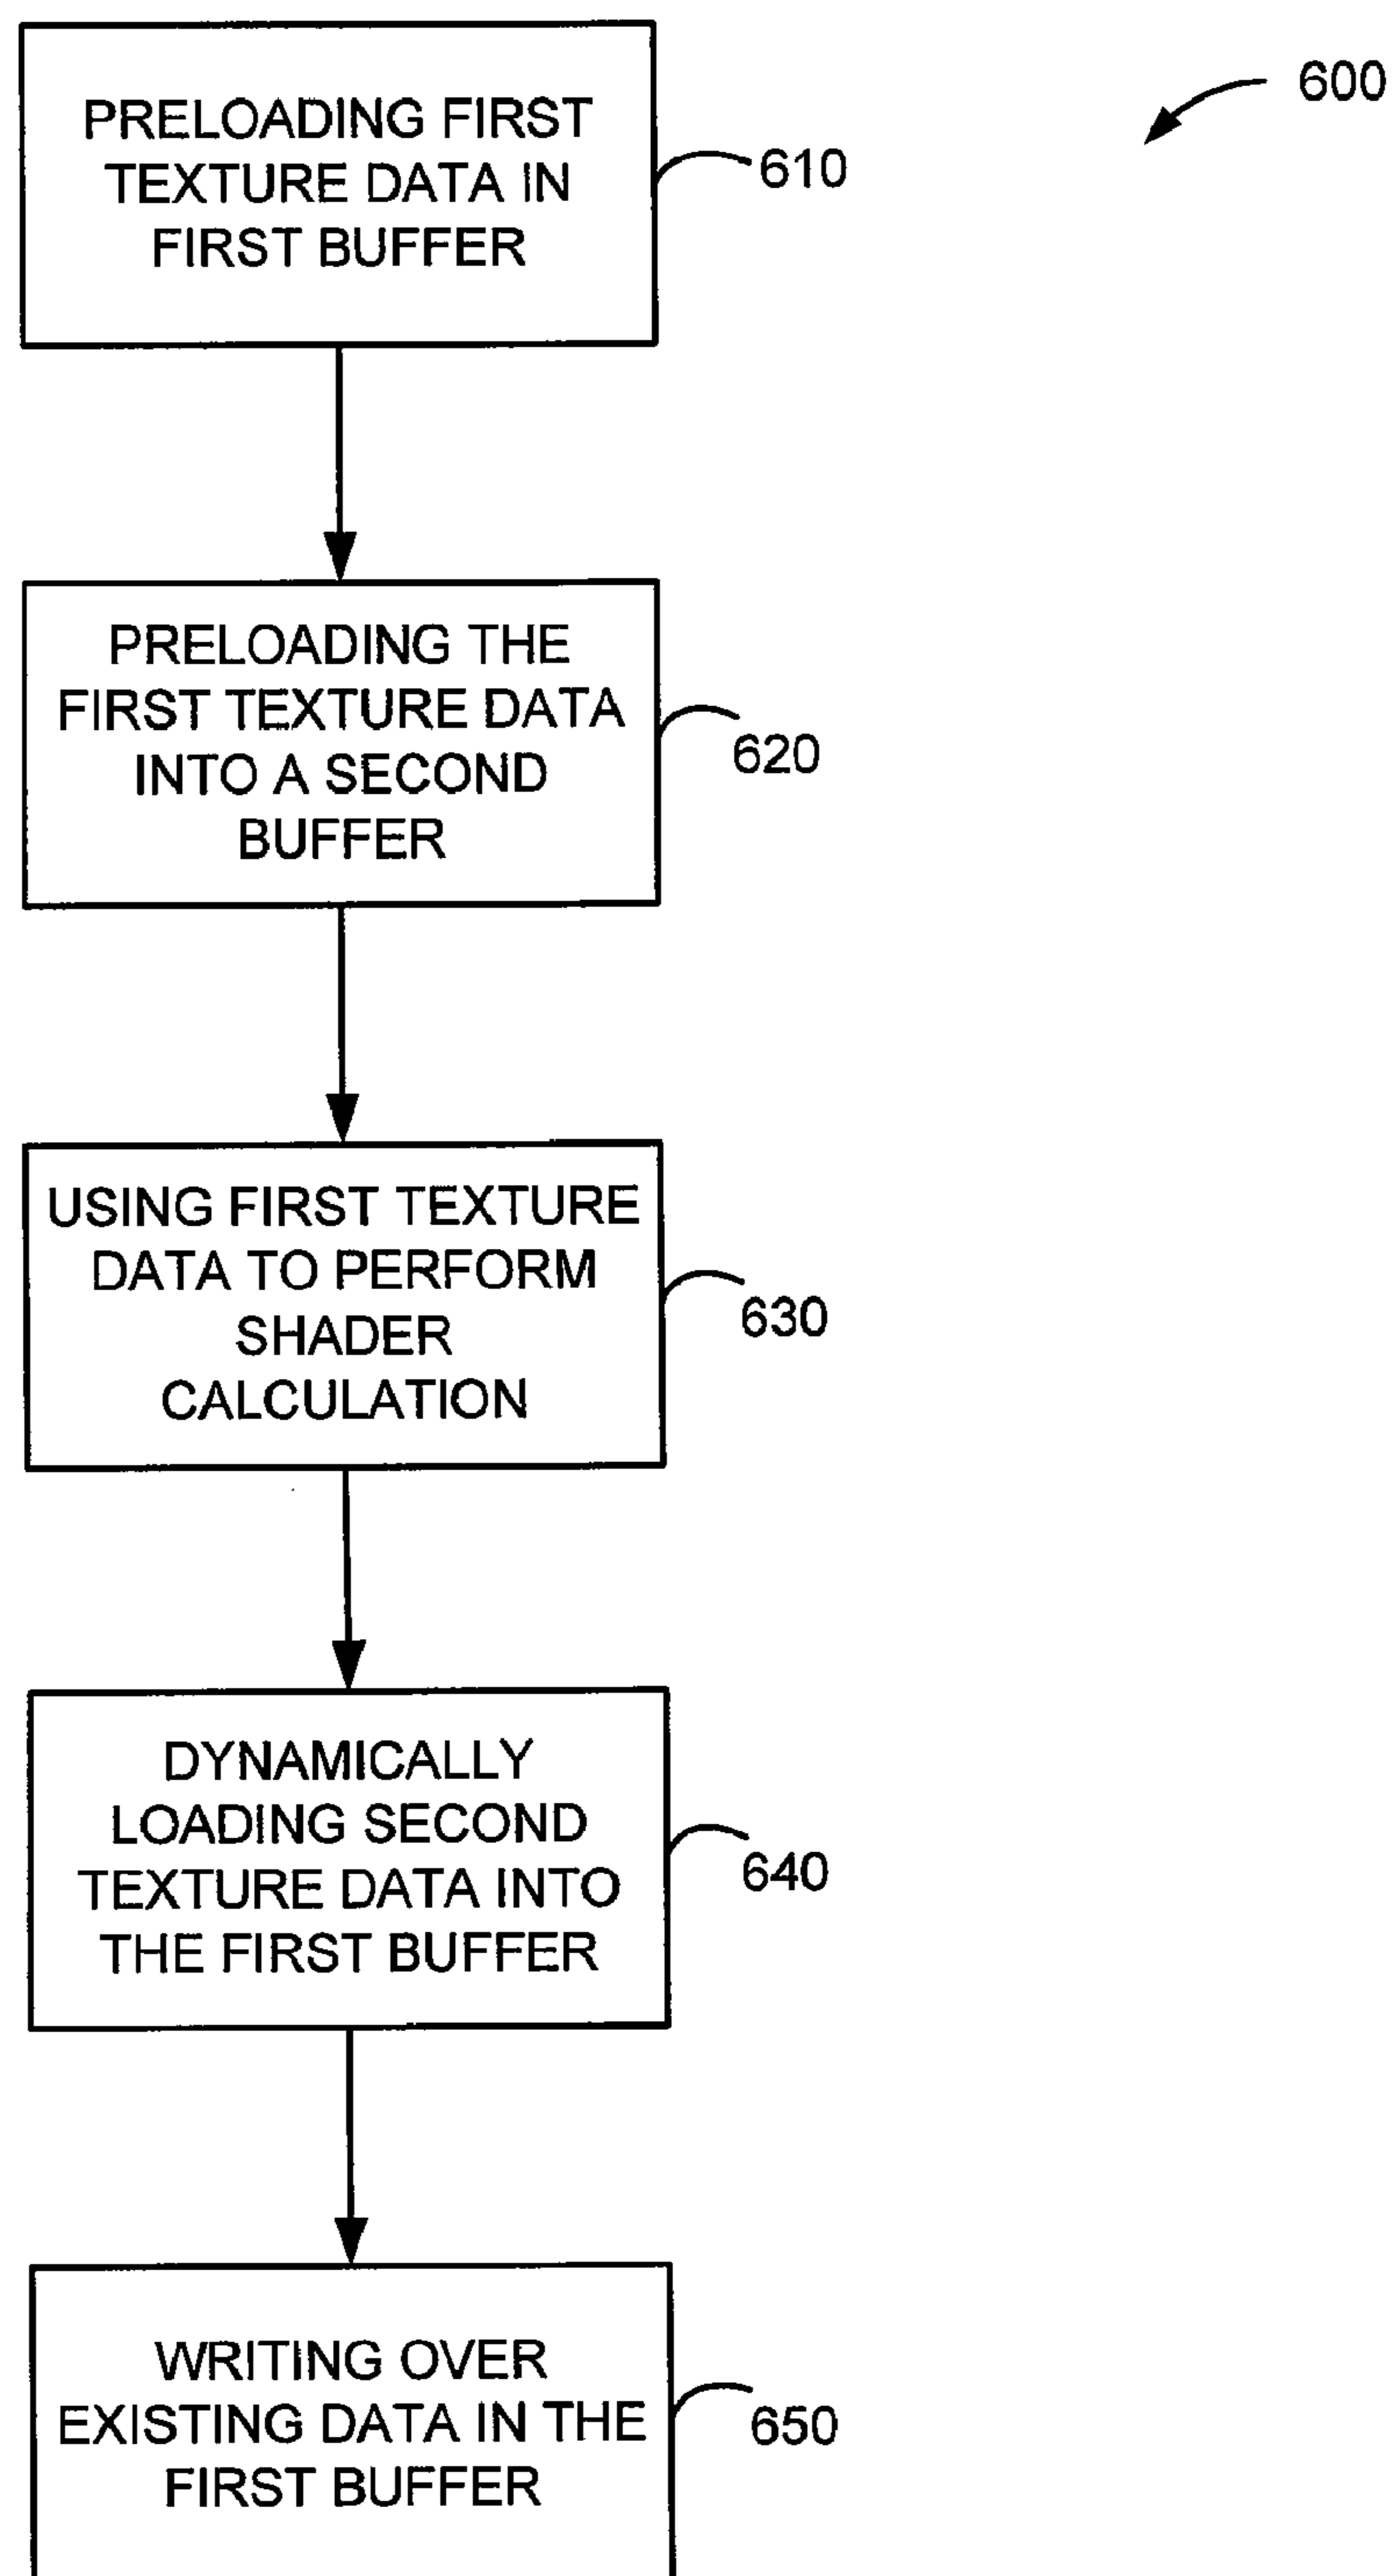 600
PRELOADING FIRST
TEXTURE DATA IN
FIRST BUFFER
610
PRELOADING THE
FIRST TEXTURE DATA
INTO A SECOND
BUFFER
620
USING FIRST TEXTURE
DATA TO PERFORM
SHADER
CALCULATION
630
DYNAMICALLY
LOADING SECOND
TEXTURE DATA INTO
THE FIRST BUFFER
640
WRITING OVER
EXISTING DATA IN THE
FIRST BUFFER
650